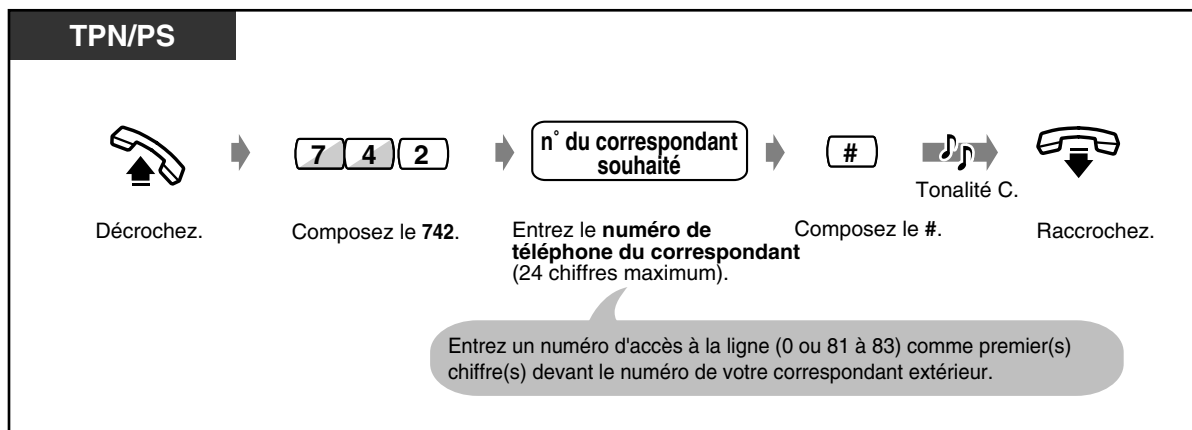 TPN/PS
7 4 2
n° du correspondant
souhaité
#
Tonalité C.
Décrochez.
Composez le 742.
Entrez le numéro de
téléphone du correspondant
(24 chiffres maximum).
Composez le #.
Raccrochez.
Entrez un numéro d'accès à la ligne (0 ou 81 à 83) comme premier(s)
chiffre(s) devant le numéro de votre correspondant extérieur.